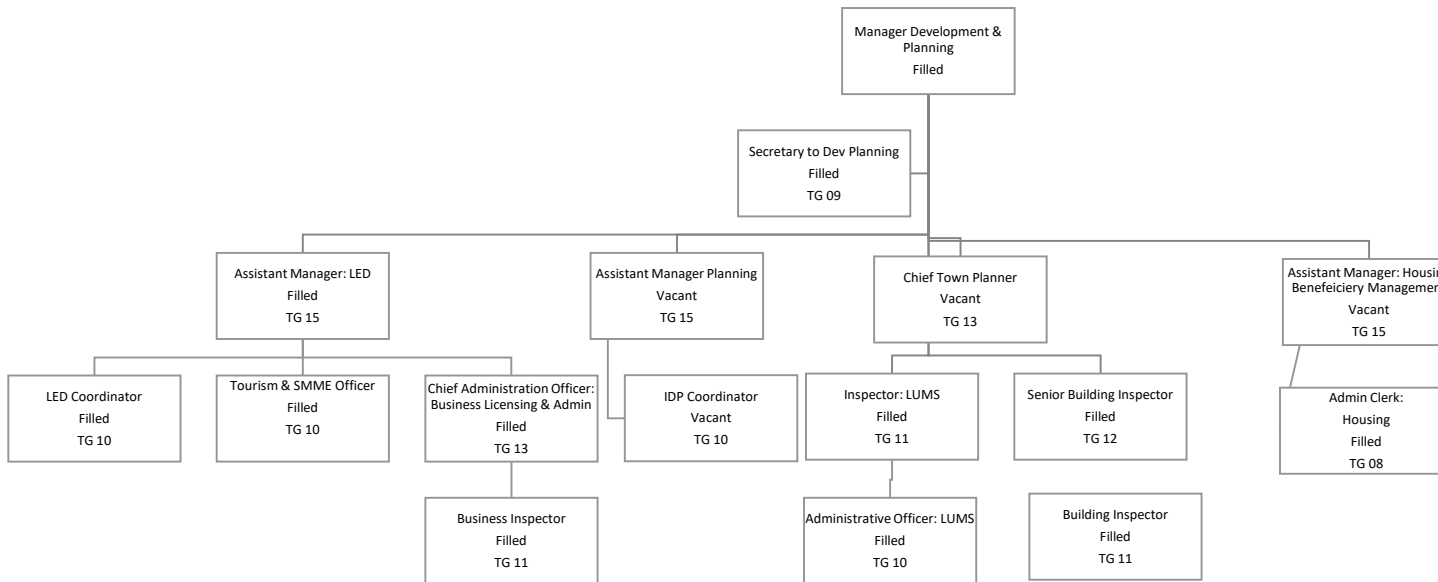 Manager Development &
Planning
Filled
Secretary to Dev Planning
Filled
TG 09
Assistant Manager: LED
Filled
TG 15
Assistant Manager Planning
Vacant
TG 15
Chief Town Planner
Vacant
TG 13
Assistant Manager: Housin
Benefeiciery Management
Vacant
TG 15
LED Coordinator
Filled
TG 10
Tourism & SMME Officer
Filled
TG 10
Chief Administration Officer:
Business Licensing & Admin
Filled
TG 13
IDP Coordinator
Vacant
TG 10
Inspector: LUMS
Filled
TG 11
Senior Building Inspector
Filled
TG 12
Admin Clerk:
Housing
Filled
TG 08
Business Inspector
Filled
TG 11
Administrative Officer: LUMS
Filled
TG 10
Building Inspector
Filled
TG 11